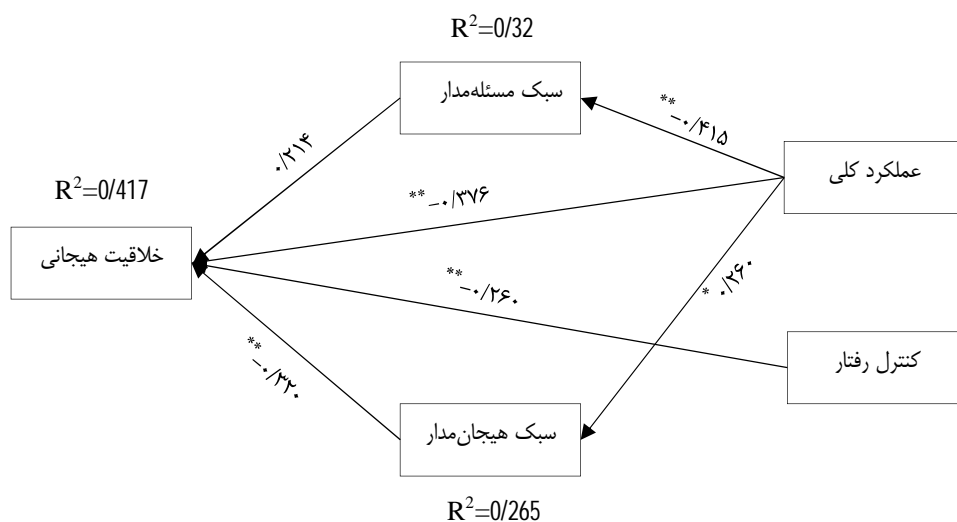 R²=0/32
سبک مسئله‌مدار
**-۰/۴۱۵
عملکرد کلی
۰/۲۱۴
R²=0/417
**-۰/۳۷۶
خلاقیت هیجانی
**-۰/۲۶۰
* ۰/۲۶۰
کنترل رفتار
**-۰/۳۲۰
سبک هیجان‌مدار
R²=0/265